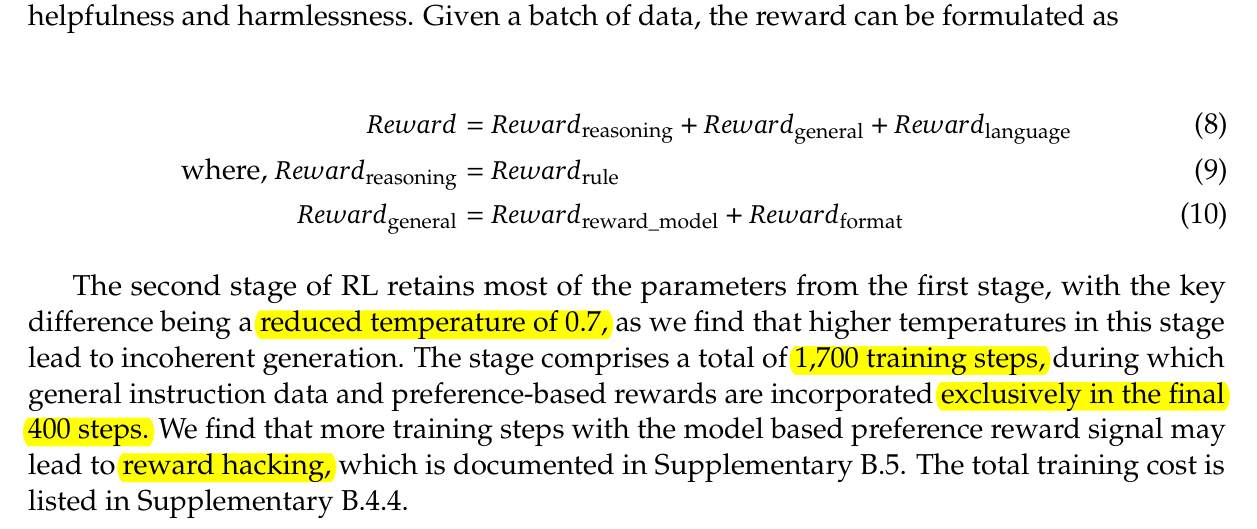 helpfulness and harmlessness. Given a batch of data, the reward can be formulated as
Reward = Reward_reasoning + Reward_general + Reward_language (8)
where, Reward_reasoning = Reward_rule (9)
Reward_general = Reward_reward_model + Reward_format (10)
The second stage of RL retains most of the parameters from the first stage, with the key
difference being a reduced temperature of 0.7, as we find that higher temperatures in this stage
lead to incoherent generation. The stage comprises a total of 1,700 training steps, during which
general instruction data and preference-based rewards are incorporated exclusively in the final
400 steps. We find that more training steps with the model based preference reward signal may
lead to reward hacking, which is documented in Supplementary B.5. The total training cost is
listed in Supplementary B.4.4.